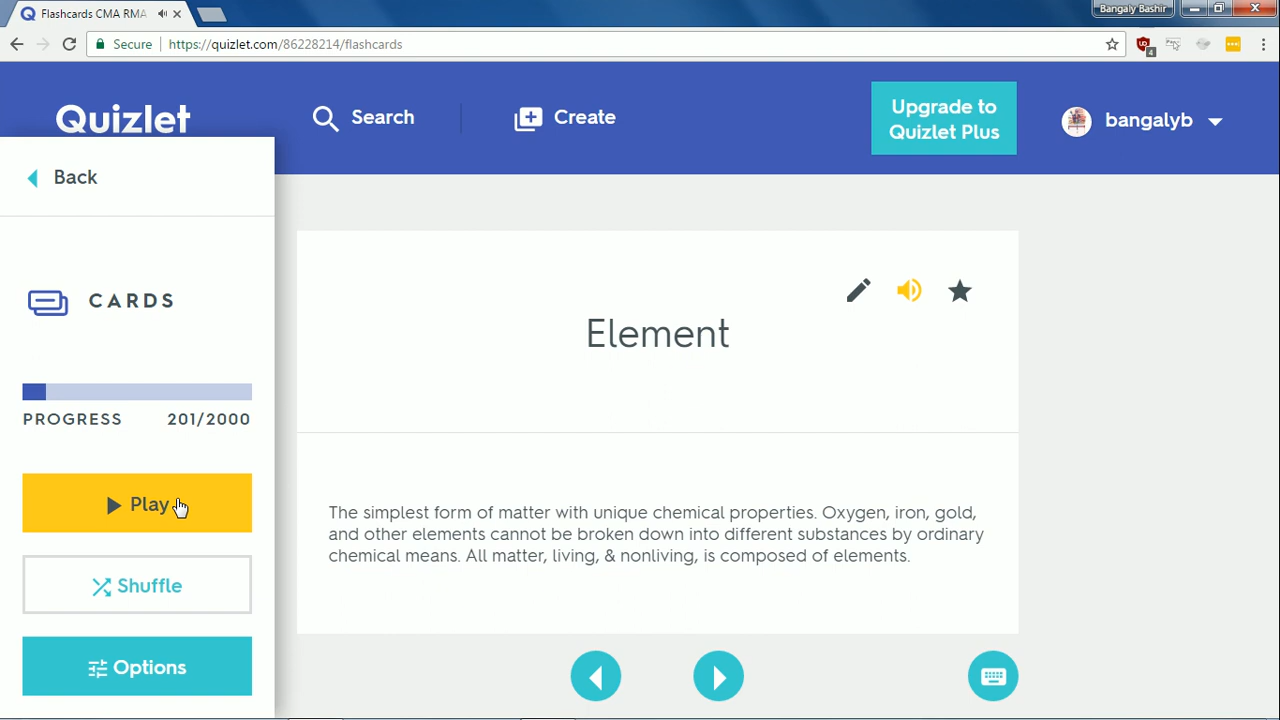 Flashcards CMA RMA
Bangaly Bashir
Secure
https://quizlet.com/86228214/flashcards
4
Quizlet
Search
Create
Upgrade to
Quizlet Plus
bangalyb
Back
CARDS
PROGRESS 201/2000
Play
Shuffle
Options
Element
The simplest form of matter with unique chemical properties. Oxygen, iron, gold,
and other elements cannot be broken down into different substances by ordinary
chemical means. All matter, living, & nonliving, is composed of elements.